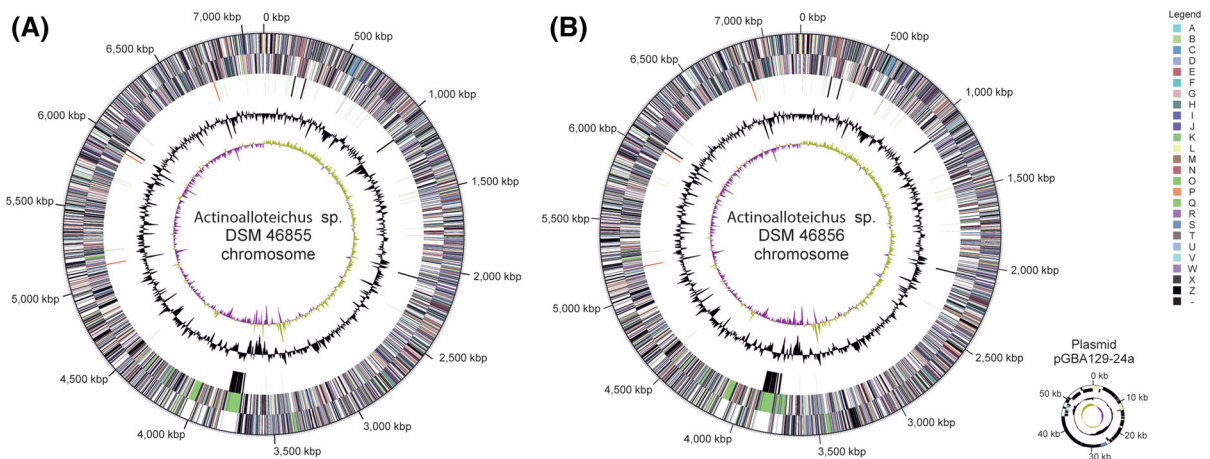 (A)
0 kbp
500 kbp
1,000 kbp
1,500 kbp
2,000 kbp
2,500 kbp
3,000 kbp
3,500 kbp
4,000 kbp
4,500 kbp
5,000 kbp
5,500 kbp
6,000 kbp
6,500 kbp
7,000 kbp
Actinoalloteichus sp.
DSM 46855
chromosome
(B)
0 kbp
500 kbp
1,000 kbp
1,500 kbp
2,000 kbp
2,500 kbp
3,000 kbp
3,500 kbp
4,000 kbp
4,500 kbp
5,000 kbp
5,500 kbp
6,000 kbp
6,500 kbp
7,000 kbp
Actinoalloteichus sp.
DSM 46856
chromosome
Plasmid
pGBA129-24a
0 kb
10 kb
20 kb
30 kb
40 kb
50 kb
Legend
A
B
C
D
E
F
G
H
I
J
K
L
M
N
O
P
Q
R
S
T
U
V
W
X
Z
-